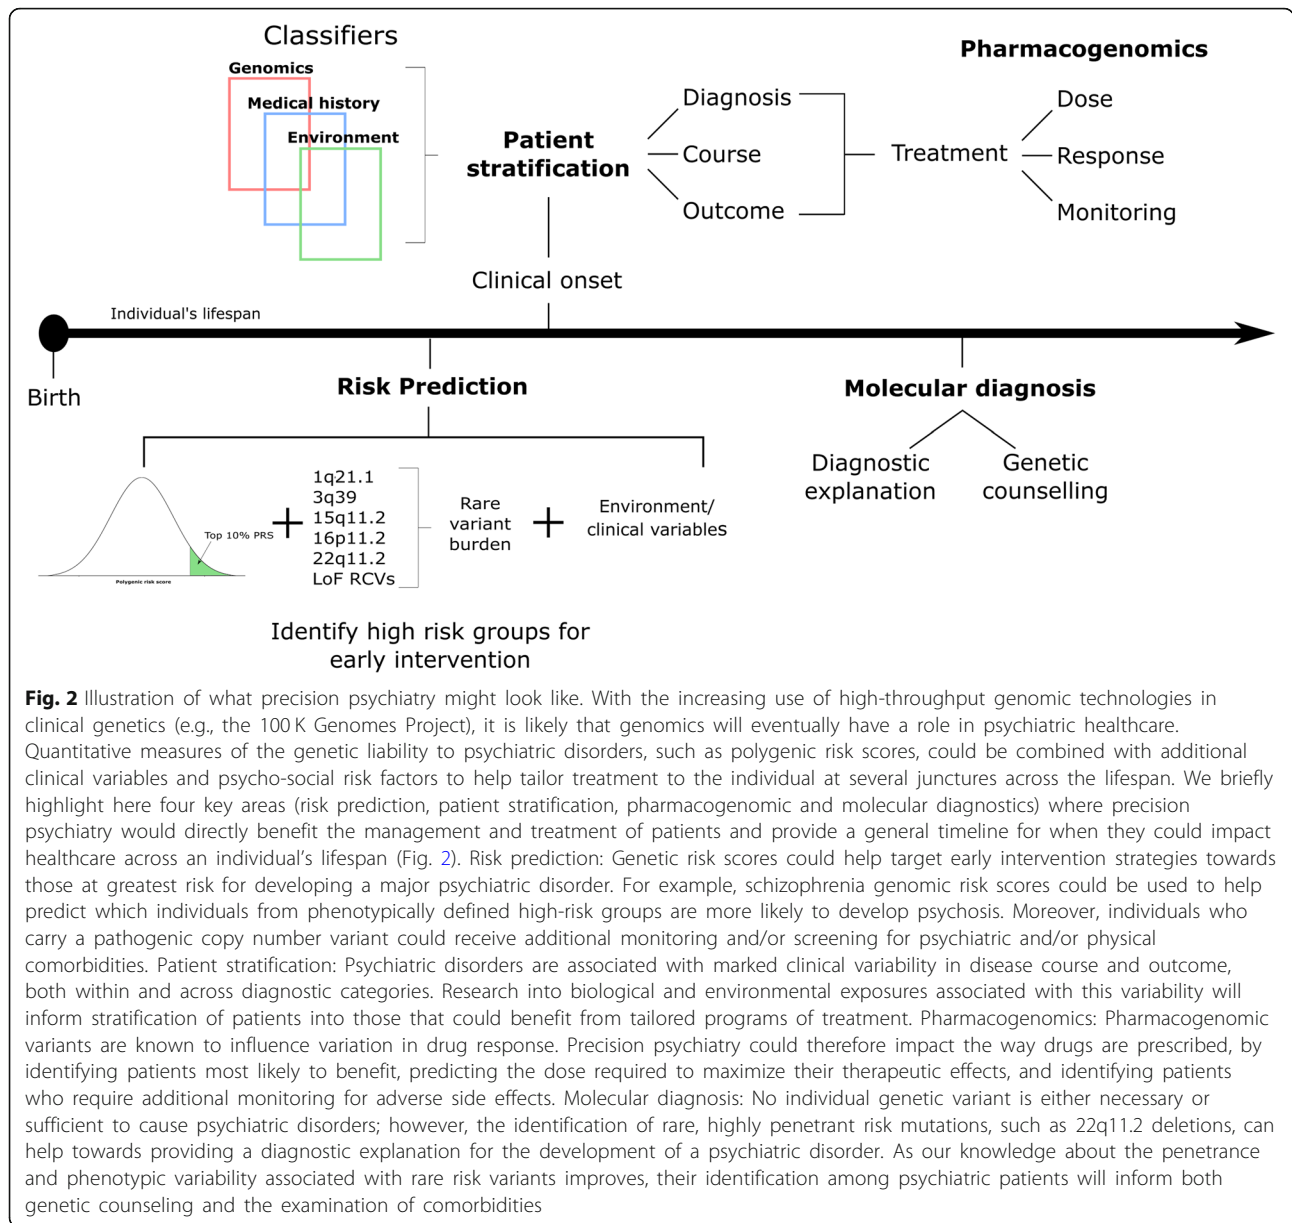 Classifiers
Genomics
Medical history
Environment
Patient
stratification
Diagnosis
Course
Outcome
Treatment
Pharmacogenomics
Dose
Response
Monitoring
Clinical onset
Individual's lifespan
Birth
Risk Prediction
Top 10% PRS
Polygenic risk score
+
1q21.1
3q39
15q11.2
16p11.2
22q11.2
LoF RCVs
Rare
variant
burden
+
Environment/
clinical variables
Identify high risk groups for
early intervention
Molecular diagnosis
Diagnostic
explanation
Genetic
counselling
Fig. 2 Illustration of what precision psychiatry might look like. With the increasing use of high-throughput genomic technologies in
clinical genetics (e.g., the 100 K Genomes Project), it is likely that genomics will eventually have a role in psychiatric healthcare.
Quantitative measures of the genetic liability to psychiatric disorders, such as polygenic risk scores, could be combined with additional
clinical variables and psycho-social risk factors to help tailor treatment to the individual at several junctures across the lifespan. We briefly
highlight here four key areas (risk prediction, patient stratification, pharmacogenomic and molecular diagnostics) where precision
psychiatry would directly benefit the management and treatment of patients and provide a general timeline for when they could impact
healthcare across an individual's lifespan (Fig. 2). Risk prediction: Genetic risk scores could help target early intervention strategies towards
those at greatest risk for developing a major psychiatric disorder. For example, schizophrenia genomic risk scores could be used to help
predict which individuals from phenotypically defined high-risk groups are more likely to develop psychosis. Moreover, individuals who
carry a pathogenic copy number variant could receive additional monitoring and/or screening for psychiatric and/or physical
comorbidities. Patient stratification: Psychiatric disorders are associated with marked clinical variability in disease course and outcome,
both within and across diagnostic categories. Research into biological and environmental exposures associated with this variability will
inform stratification of patients into those that could benefit from tailored programs of treatment. Pharmacogenomics: Pharmacogenomic
variants are known to influence variation in drug response. Precision psychiatry could therefore impact the way drugs are prescribed, by
identifying patients most likely to benefit, predicting the dose required to maximize their therapeutic effects, and identifying patients
who require additional monitoring for adverse side effects. Molecular diagnosis: No individual genetic variant is either necessary or
sufficient to cause psychiatric disorders; however, the identification of rare, highly penetrant risk mutations, such as 22q11.2 deletions, can
help towards providing a diagnostic explanation for the development of a psychiatric disorder. As our knowledge about the penetrance
and phenotypic variability associated with rare risk variants improves, their identification among psychiatric patients will inform both
genetic counseling and the examination of comorbidities